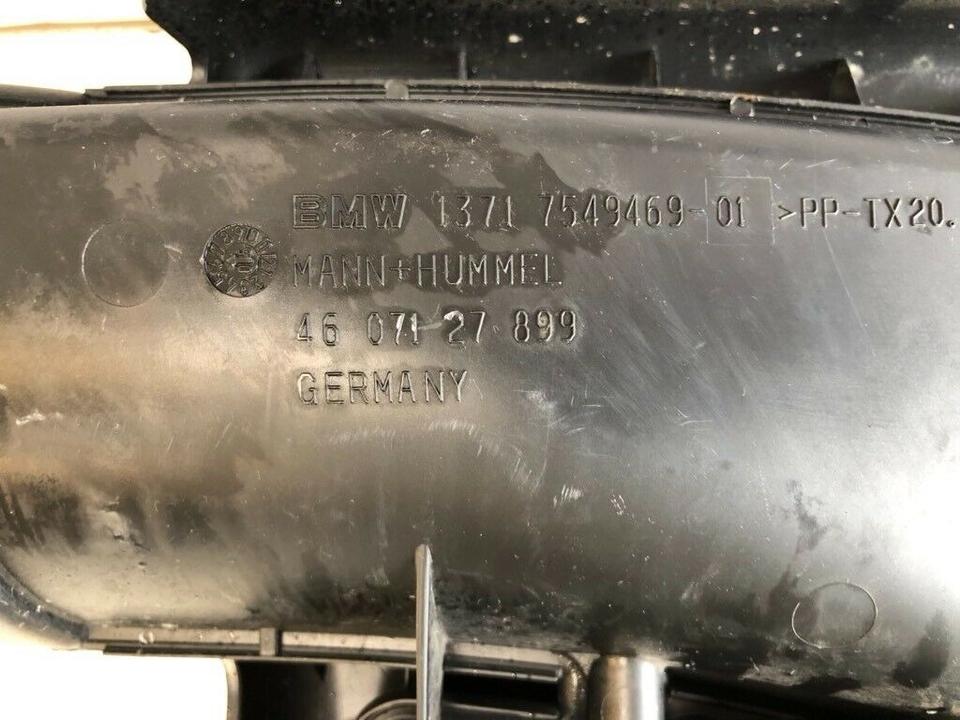 BMW 1371 7549469-01 >PP-TX20.
MANN+HUMMEL
46 071 27 899
GERMANY